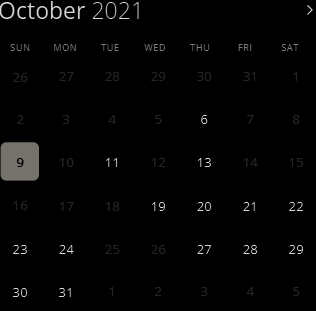 October 2021
SUN MON TUE WED THU FRI SAT
26 27 28 29 30 31 1
2 3 4 5 6 7 8
9 10 11 12 13 14 15
16 17 18 19 20 21 22
23 24 25 26 27 28 29
30 31 1 2 3 4 5